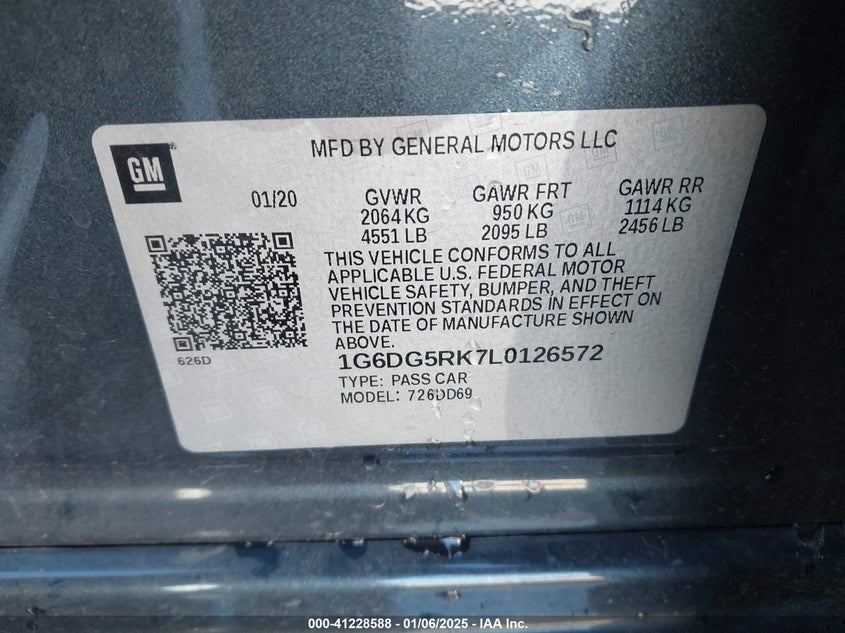 GM
MFD BY GENERAL MOTORS LLC
01/20 GVWR GAWR FRT GAWR RR
2064 KG 950 KG 1114 KG
4551 LB 2095 LB 2456 LB
THIS VEHICLE CONFORMS TO ALL
APPLICABLE U.S. FEDERAL MOTOR
VEHICLE SAFETY, BUMPER, AND THEFT
PREVENTION STANDARDS IN EFFECT ON
THE DATE OF MANUFACTURE SHOWN
ABOVE.
626D
1G6DG5RK7L0126572
TYPE: PASS CAR
MODEL: 726DD69
000-41228588 - 01/06/2025 - IAA Inc.